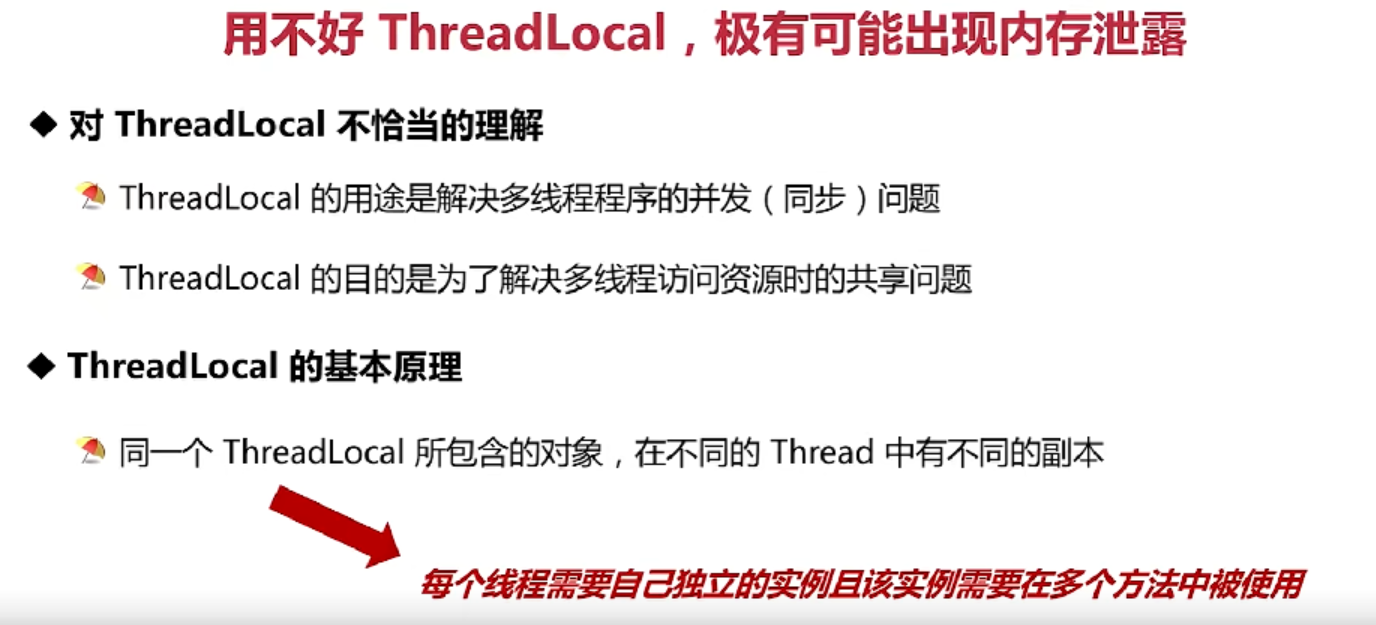 用不好 ThreadLocal，极有可能出现内存泄露
对 ThreadLocal 不恰当的理解
ThreadLocal 的用途是解决多线程程序的并发（同步）问题
ThreadLocal 的目的是为了解决多线程访问资源时的共享问题
ThreadLocal 的基本原理
同一个 ThreadLocal 所包含的对象，在不同的 Thread 中有不同的副本
每个线程需要自己独立的实例且该实例需要在多个方法中被使用